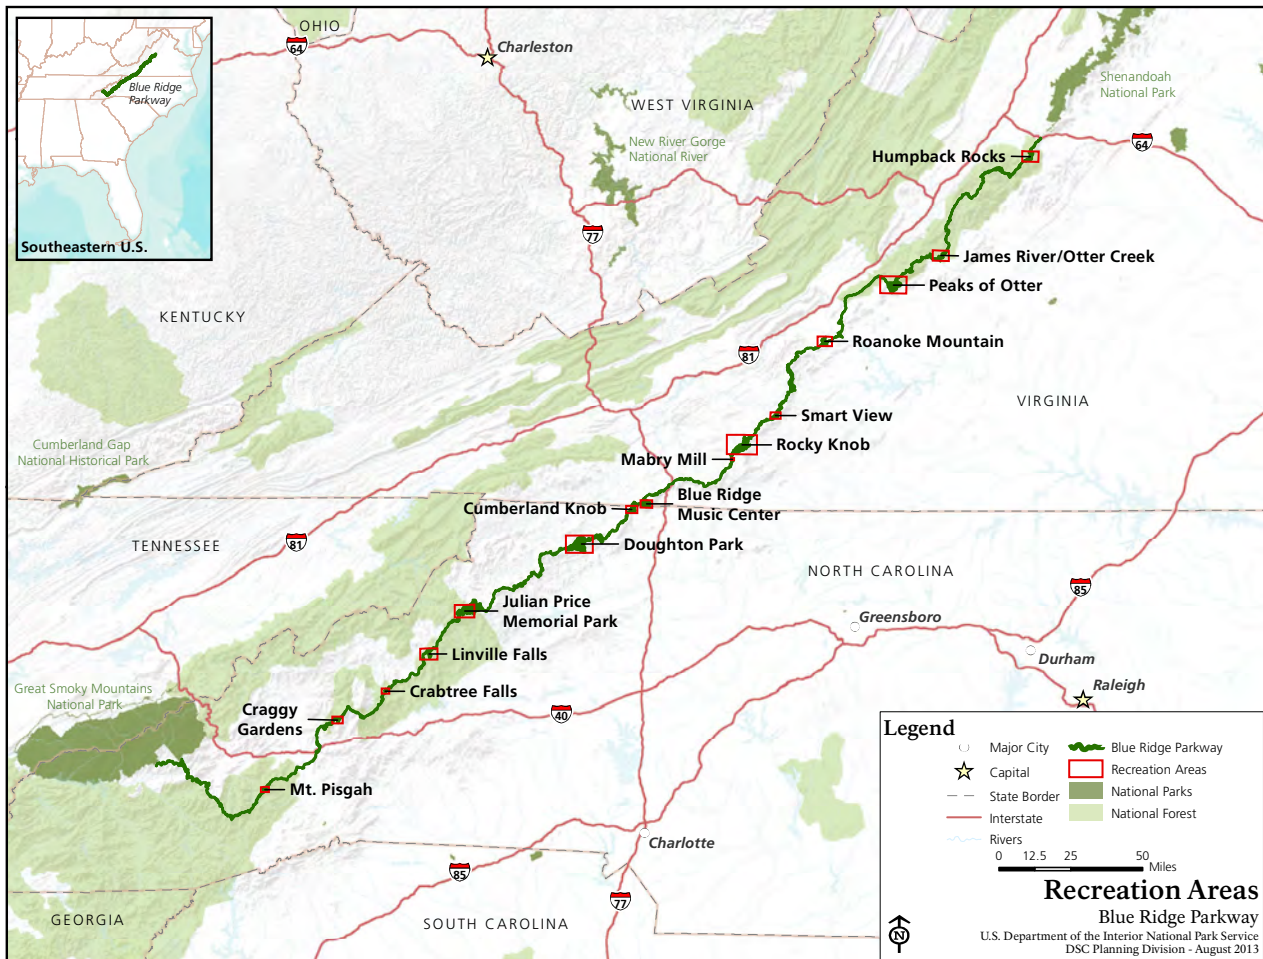 OHIO
64
Charleston
Blue Ridge
Parkway
Southeastern U.S.
WEST VIRGINIA
Shenandoah
National Park
New River Gorge
National River
64
Humpback Rocks
77
James River/Otter Creek
Peaks of Otter
KENTUCKY
Roanoke Mountain
81
VIRGINIA
Smart View
Rocky Knob
Cumberland Gap
National Historical Park
Mabry Mill
Blue Ridge
Music Center
Cumberland Knob
TENNESSEE
81
Doughton Park
NORTH CAROLINA
85
Julian Price
Memorial Park
Greensboro
Linville Falls
Durham
Great Smoky Mountains
National Park
Crabtree Falls
Raleigh
Craggy
Gardens
40
Mt. Pisgah
Charlotte
85
77
GEORGIA
SOUTH CAROLINA
Legend
Major City
Capital
State Border
Interstate
Rivers
Blue Ridge Parkway
Recreation Areas
National Parks
National Forest
0 12.5 25 50
Miles
Recreation Areas
Blue Ridge Parkway
N
U.S. Department of the Interior National Park Service
DSC Planning Division - August 2013